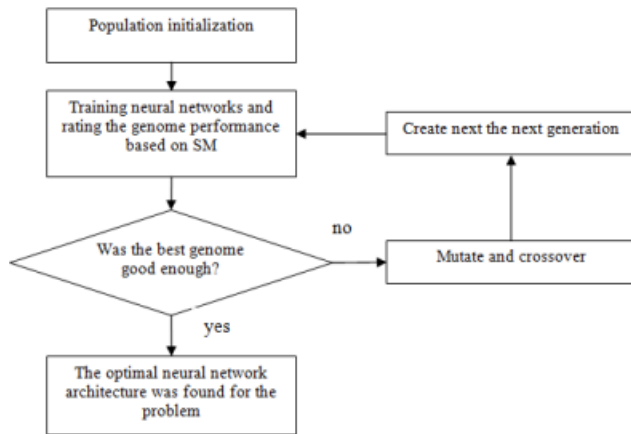 Population initialization
Training neural networks and
rating the genome performance
based on SM
Create next the next generation
Was the best genome
good enough?
no
Mutate and crossover
yes
The optimal neural network
architecture was found for the
problem